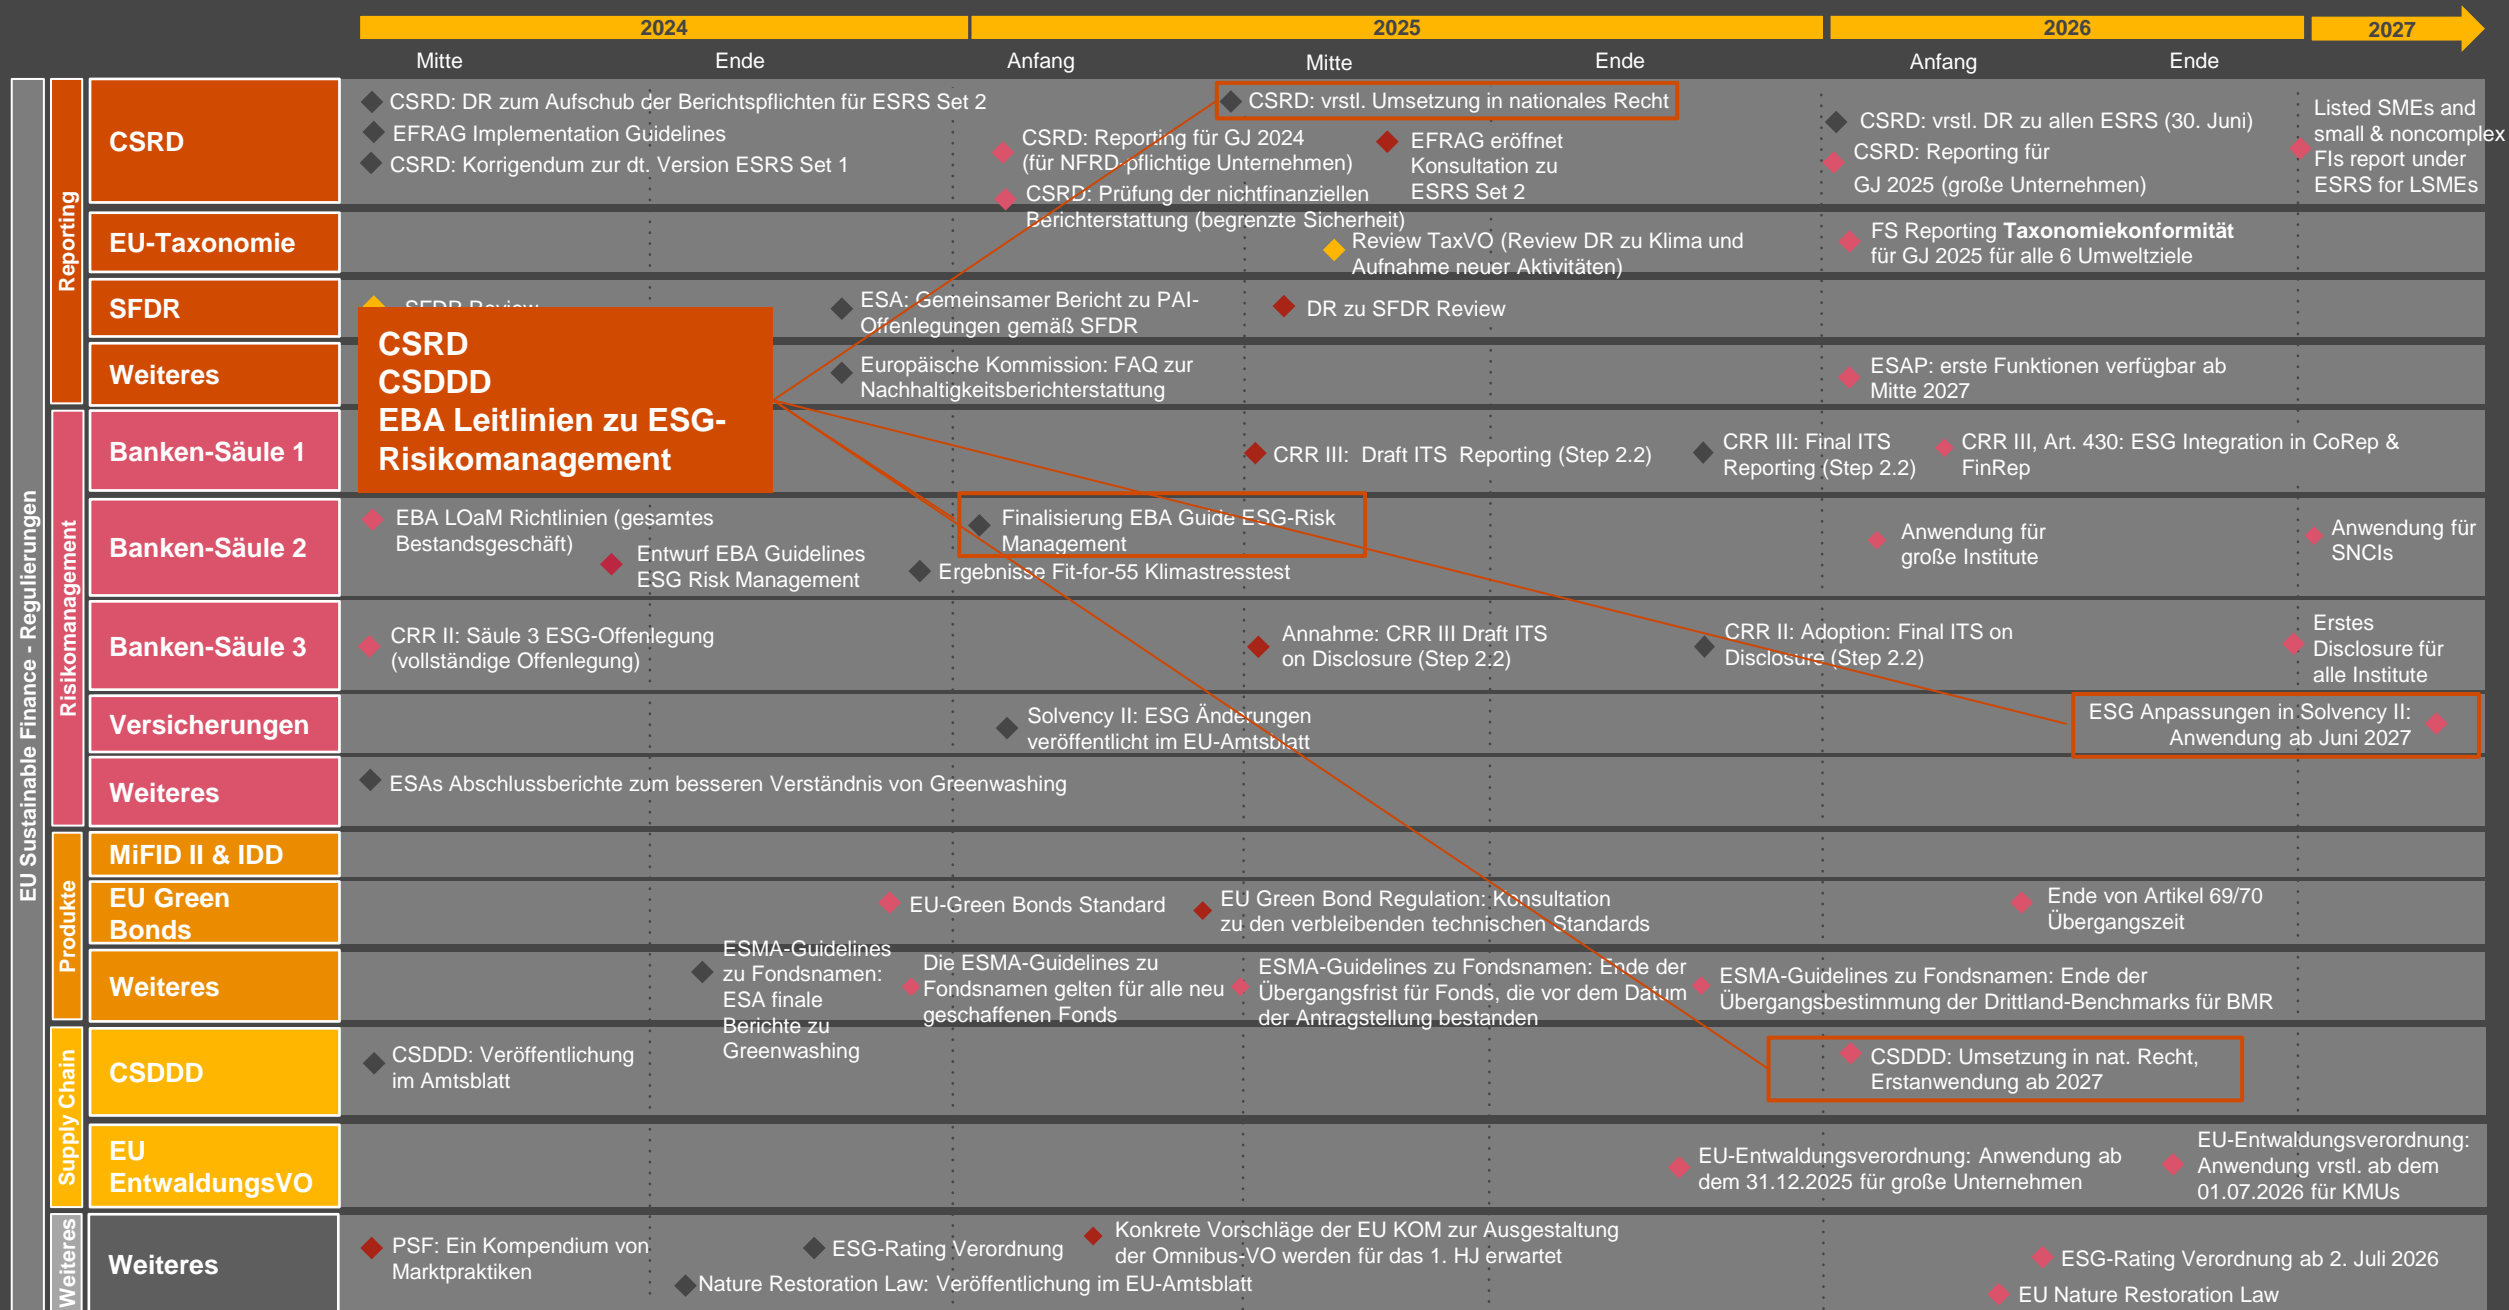 2024
2025
2026
2027
Mitte
Ende
Anfang
Mitte
Ende
Anfang
Ende
EU Sustainable Finance - Regulierungen
Reporting
CSRD
CSRD: DR zum Aufschub der Berichtspflichten für ESRS Set 2
EFRAG Implementation Guidelines
CSRD: Korrigendum zur dt. Version ESRS Set 1
CSRD: Reporting für GJ 2024
(für NFRD-pflichtige Unternehmen)
CSRD: Prüfung der nichtfinanziellen
Berichterstattung (begrenzte Sicherheit)
CSRD: vrstl. Umsetzung in nationales Recht
EFRAG eröffnet
Konsultation zu
ESRS Set 2
CSRD: vrstl. DR zu allen ESRS (30. Juni)
CSRD: Reporting für
GJ 2025 (große Unternehmen)
Listed SMEs and
small & noncomplex
FIs report under
ESRS for LSMEs
EU-Taxonomie
Review TaxVO (Review DR zu Klima und
Aufnahme neuer Aktivitäten)
FS Reporting Taxonomiekonformität
für GJ 2025 für alle 6 Umweltziele
SFDR
SFDR Review
ESA: Gemeinsamer Bericht zu PAI-
Offenlegungen gemäß SFDR
DR zu SFDR Review
Weiteres
Europäische Kommission: FAQ zur
Nachhaltigkeitsberichterstattung
ESAP: erste Funktionen verfügbar ab
Mitte 2027
CSRD
CSDDD
EBA Leitlinien zu ESG-
Risikomanagement
Risikomanagement
Banken-Säule 1
CRR III: Draft ITS Reporting (Step 2.2)
CRR III: Final ITS
Reporting (Step 2.2)
CRR III, Art. 430: ESG Integration in CoRep &
FinRep
Banken-Säule 2
EBA LOaM Richtlinien (gesamtes
Bestandsgeschäft)
Entwurf EBA Guidelines
ESG Risk Management
Finalisierung EBA Guide ESG-Risk
Management
Ergebnisse Fit-for-55 Klimastresstest
Anwendung für
große Institute
Anwendung für
SNCIs
Banken-Säule 3
CRR II: Säule 3 ESG-Offenlegung
(vollständige Offenlegung)
Annahme: CRR III Draft ITS
on Disclosure (Step 2.2)
CRR II: Adoption: Final ITS on
Disclosure (Step 2.2)
Erstes
Disclosure für
alle Institute
Versicherungen
Solvency II: ESG Änderungen
veröffentlicht im EU-Amtsblatt
ESG Anpassungen in Solvency II:
Anwendung ab Juni 2027
Weiteres
ESAs Abschlussberichte zum besseren Verständnis von Greenwashing
Produkte
MiFID II & IDD
EU Green
Bonds
EU-Green Bonds Standard
EU Green Bond Regulation: Konsultation
zu den verbleibenden technischen Standards
Ende von Artikel 69/70
Übergangszeit
Weiteres
ESMA-Guidelines
zu Fondsnamen:
ESA finale
Berichte zu
Greenwashing
Die ESMA-Guidelines zu
Fondsnamen gelten für alle neu
geschaffenen Fonds
ESMA-Guidelines zu Fondsnamen: Ende der
Übergangsfrist für Fonds, die vor dem Datum
der Antragstellung bestanden
ESMA-Guidelines zu Fondsnamen: Ende der
Übergangsbestimmung der Drittland-Benchmarks für BMR
Supply Chain
CSDDD
CSDDD: Veröffentlichung
im Amtsblatt
CSDDD: Umsetzung in nat. Recht,
Erstanwendung ab 2027
EU
EntwaldungsVO
EU-Entwaldungsverordnung: Anwendung ab
dem 31.12.2025 für große Unternehmen
EU-Entwaldungsverordnung:
Anwendung vrstl. ab dem
01.07.2026 für KMUs
Weiteres
Weiteres
PSF: Ein Kompendium von
Marktpraktiken
ESG-Rating Verordnung
Nature Restoration Law: Veröffentlichung im EU-Amtsblatt
Konkrete Vorschläge der EU KOM zur Ausgestaltung
der Omnibus-VO werden für das 1. HJ erwartet
ESG-Rating Verordnung ab 2. Juli 2026
EU Nature Restoration Law